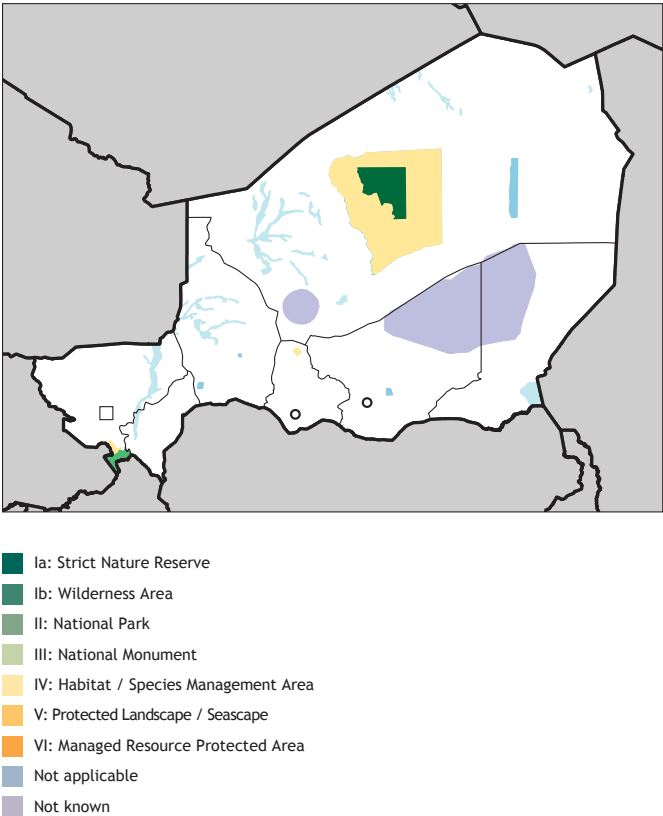 Ia: Strict Nature Reserve
Ib: Wilderness Area
II: National Park
III: National Monument
IV: Habitat / Species Management Area
V: Protected Landscape / Seascape
VI: Managed Resource Protected Area
Not applicable
Not known